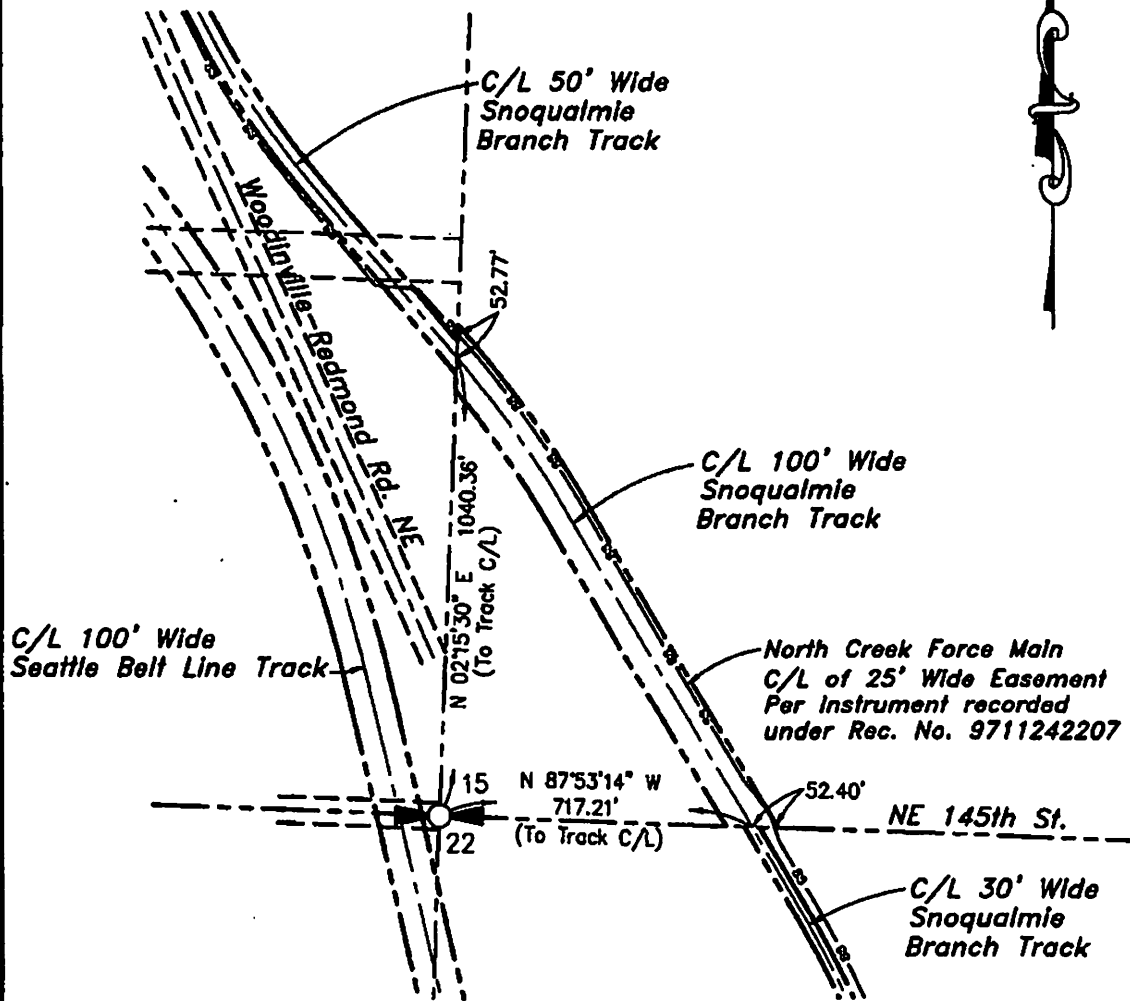 C/L 50' Wide
Snoqualmie
Branch Track
Woodinville-Redmond Rd. NE
52.77'
N 02°15'30" E 1040.36'
(To Track C/L)
C/L 100' Wide
Snoqualmie
Branch Track
C/L 100' Wide
Seattle Belt Line Track
North Creek Force Main
C/L of 25' Wide Easement
Per instrument recorded
under Rec. No. 9711242207
15
22
N 87°53'14" W
717.21'
(To Track C/L)
52.40'
NE 145th St.
C/L 30' Wide
Snoqualmie
Branch Track